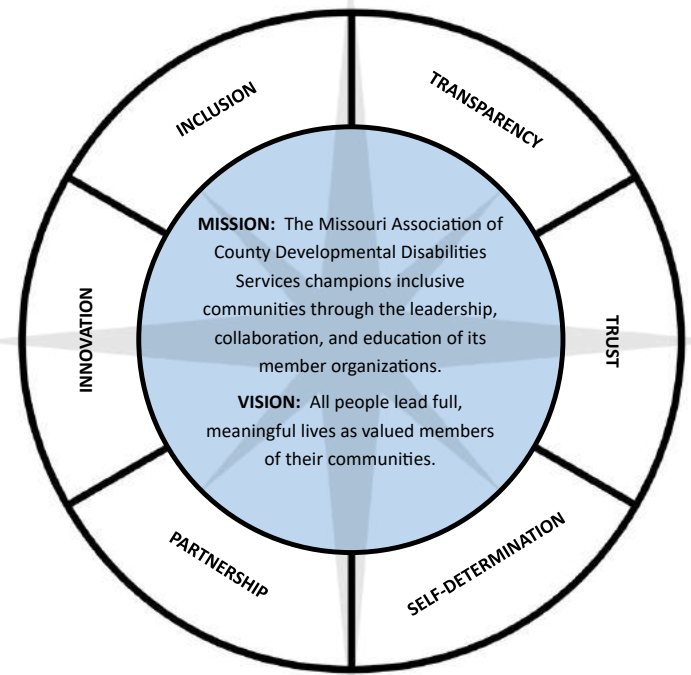 INCLUSION
TRANSPARENCY
MISSION: The Missouri Association of
County Developmental Disabilities
Services champions inclusive
communities through the leadership,
collaboration, and education of its
member organizations.
VISION: All people lead full,
meaningful lives as valued members
of their communities.
INNOVATION
TRUST
PARTNERSHIP
SELF-DETERMINATION